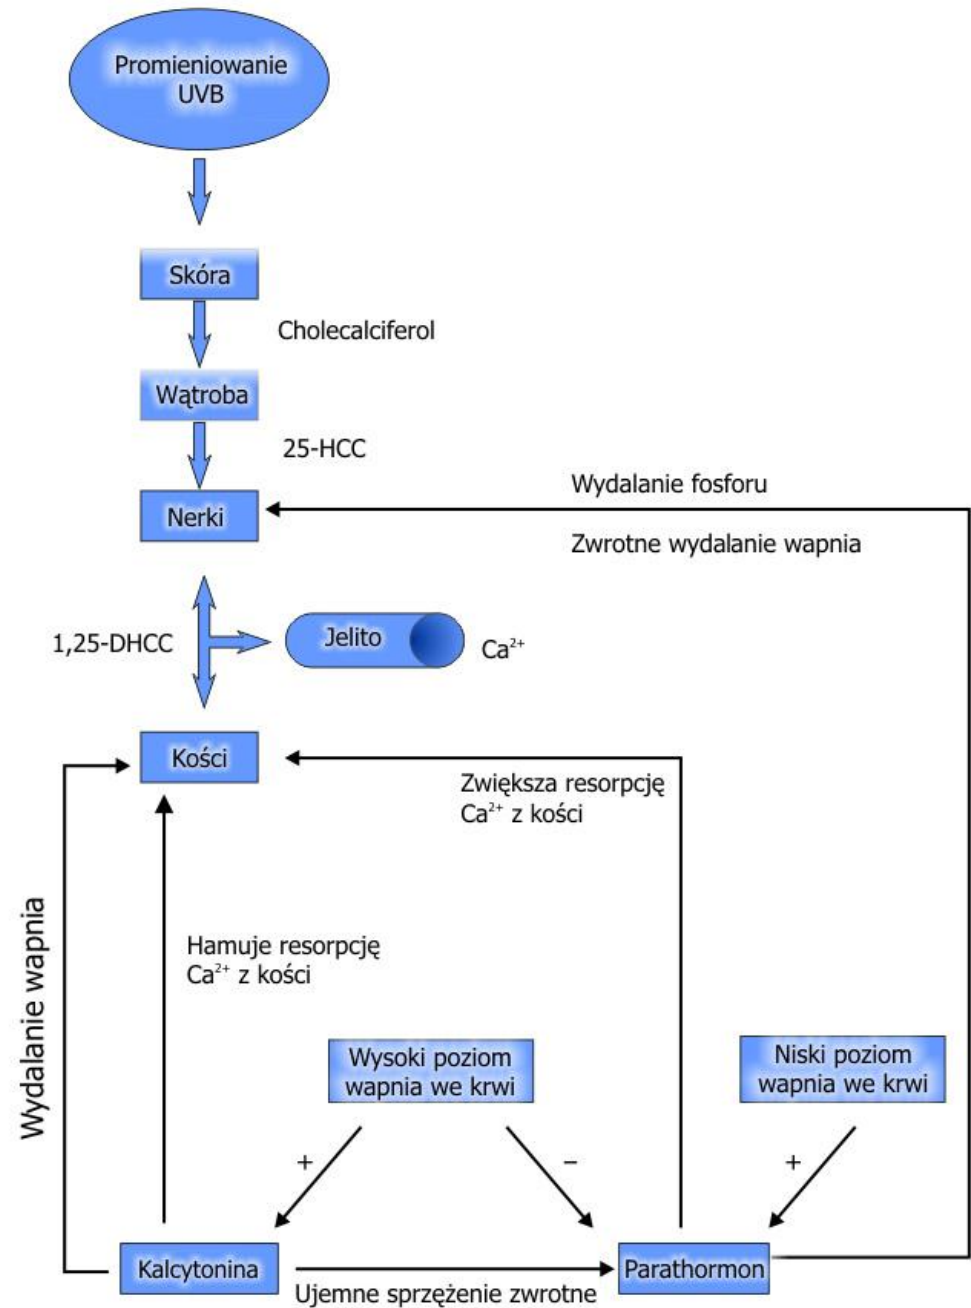 Promieniowanie
UVB
Skóra
Cholecalciferol
Wątroba
25-HCC
Wydalanie fosforu
Nerki
Zwrotne wydalanie wapnia
1,25-DHCC
Jelito
Ca²⁺
Kości
Zwiększa resorpcję
Ca²⁺ z kości
Wydalanie wapnia
Hamuje resorpcję
Ca²⁺ z kości
Wysoki poziom
wapnia we krwi
Niski poziom
wapnia we krwi
+
–
+
Kalcytonina
Parathormon
Ujemne sprzężenie zwrotne